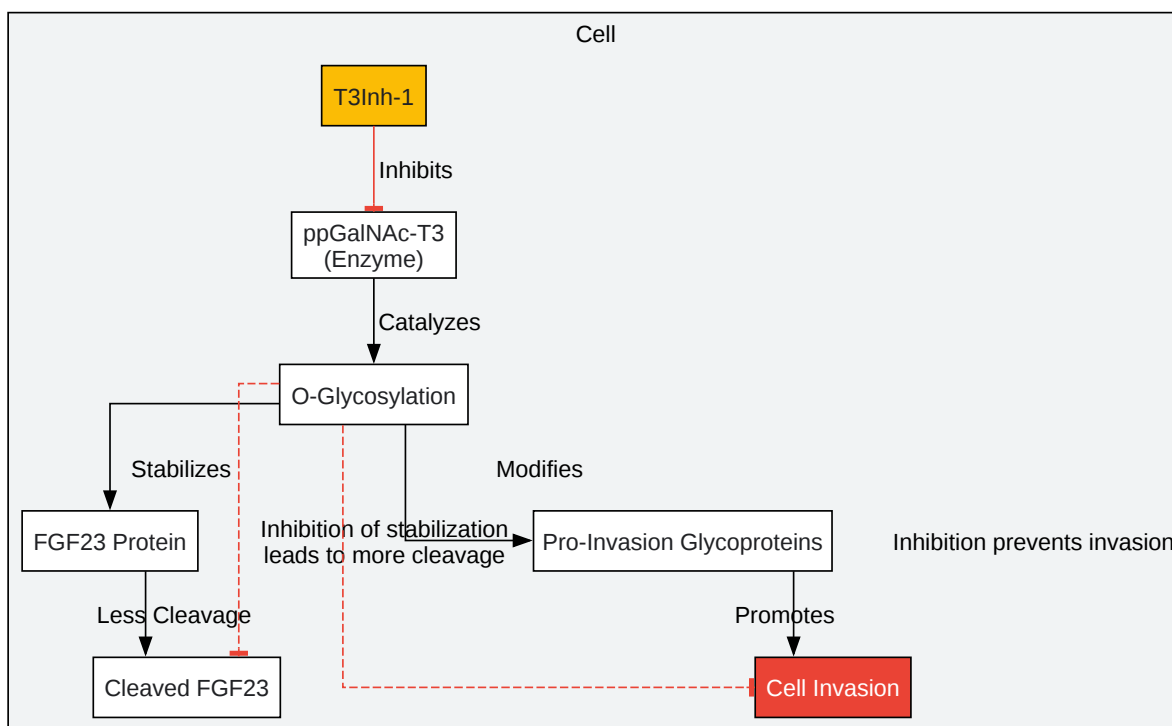 Cell
T3Inh-1
Inhibits
ppGalNAc-T3
(Enzyme)
Catalyzes
O-Glycosylation
Stabilizes
Modifies
FGF23 Protein
Inhibition of stabilization
leads to more cleavage
Pro-Invasion Glycoproteins
Inhibition prevents invasion
Less Cleavage
Promotes
Cleaved FGF23
Cell Invasion